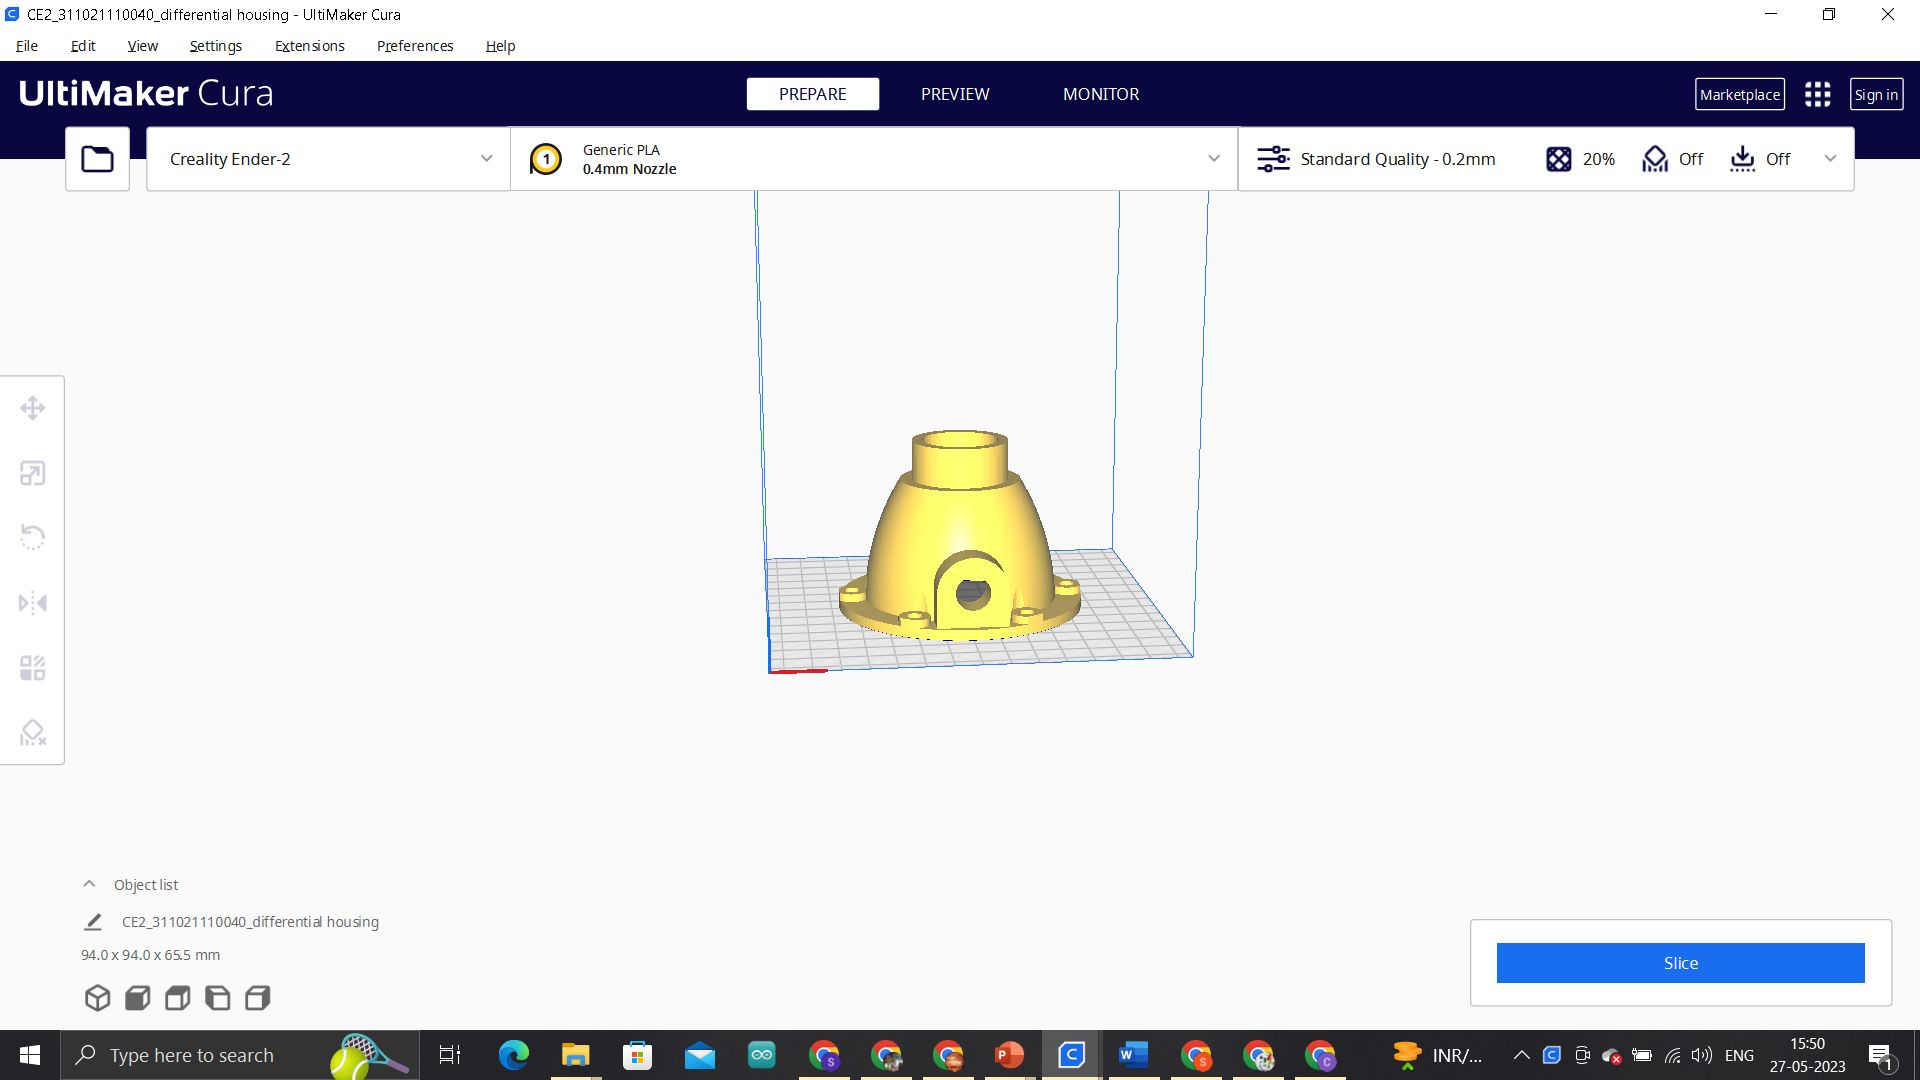 CE2_311021110040_differential housing - UltiMaker Cura
File Edit View Settings Extensions Preferences Help
UltiMaker Cura PREPARE PREVIEW MONITOR Marketplace Sign in
Creality Ender-2
1 Generic PLA
0.4mm Nozzle
Standard Quality - 0.2mm 20% Off Off
Object list
CE2_311021110040_differential housing
94.0 x 94.0 x 65.5 mm
Slice
Type here to search
INR/... ENG
15:50
27-05-2023
1